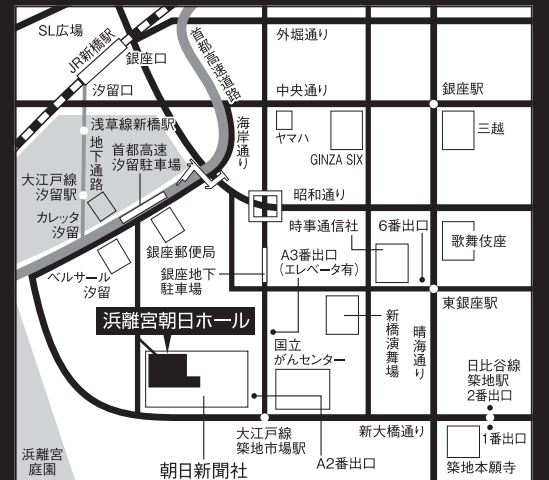 SL広場
JR新橋駅
銀座口
汐留口
首都高速道路
外堀通り
中央通り
銀座駅
浅草線新橋駅
地下通路
首都高速
汐留駐車場
海岸通り
ヤマハ
GINZA SIX
三越
大江戸線
汐留駅
カレッタ
汐留
昭和通り
時事通信社
6番出口
歌舞伎座
銀座郵便局
A3番出口
(エレベータ有)
ベルサール
汐留
銀座地下
駐車場
東銀座駅
浜離宮朝日ホール
新橋演舞場
晴海通り
国立
がんセンター
日比谷線
築地駅
2番出口
大江戸線
築地市場駅
新大橋通り
1番出口
浜離宮
庭園
朝日新聞社
A2番出口
築地本願寺